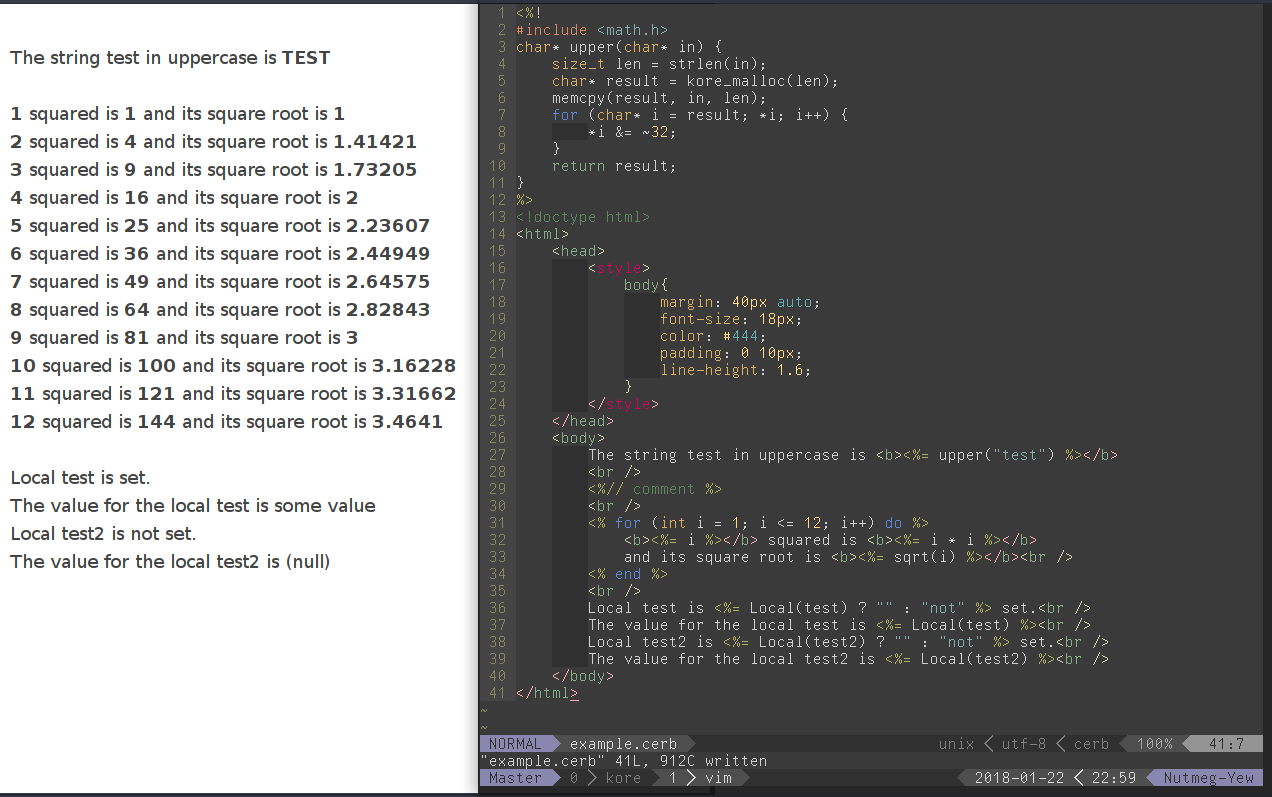 The string test in uppercase is TEST
1 squared is 1 and its square root is 1
2 squared is 4 and its square root is 1.41421
3 squared is 9 and its square root is 1.73205
4 squared is 16 and its square root is 2
5 squared is 25 and its square root is 2.23607
6 squared is 36 and its square root is 2.44949
7 squared is 49 and its square root is 2.64575
8 squared is 64 and its square root is 2.82843
9 squared is 81 and its square root is 3
10 squared is 100 and its square root is 3.16228
11 squared is 121 and its square root is 3.31662
12 squared is 144 and its square root is 3.4641
Local test is set.
The value for the local test is some value
Local test2 is not set.
The value for the local test2 is (null)
1 <%!
2 #include <math.h>
3 char* upper(char* in) {
4     size_t len = strlen(in);
5     char* result = kore_malloc(len);
6     memcpy(result, in, len);
7     for (char* i = result; *i; i++) {
8         *i &= ~32;
9     }
10     return result;
11 }
12 %>
13 <!doctype html>
14 <html>
15     <head>
16         <style>
17             body{
18                 margin: 40px auto;
19                 font-size: 18px;
20                 color: #444;
21                 padding: 0 10px;
22                 line-height: 1.6;
23             }
24         </style>
25     </head>
26     <body>
27         The string test in uppercase is <b><%= upper("test") %></b>
28         <br />
29         <%// comment %>
30         <br />
31         <% for (int i = 1; i <= 12; i++) do %>
32             <b><%= i %></b> squared is <b><%= i * i %></b>
33             and its square root is <b><%= sqrt(i) %></b><br />
34         <% end %>
35         <br />
36         Local test is <%= Local(test) ? "" : "not" %> set.<br />
37         The value for the local test is <%= Local(test) %><br />
38         Local test2 is <%= Local(test2) ? "" : "not" %> set.<br />
39         The value for the local test2 is <%= Local(test2) %><br />
40     </body>
41 </html>
~
~
NORMAL example.cerb unix < utf-8 < cerb 100% 41:7
"example.cerb" 41L, 912C written
Master 0 > kore 1 > vim 2018-01-22 < 22:59 Nutmeg-Yew